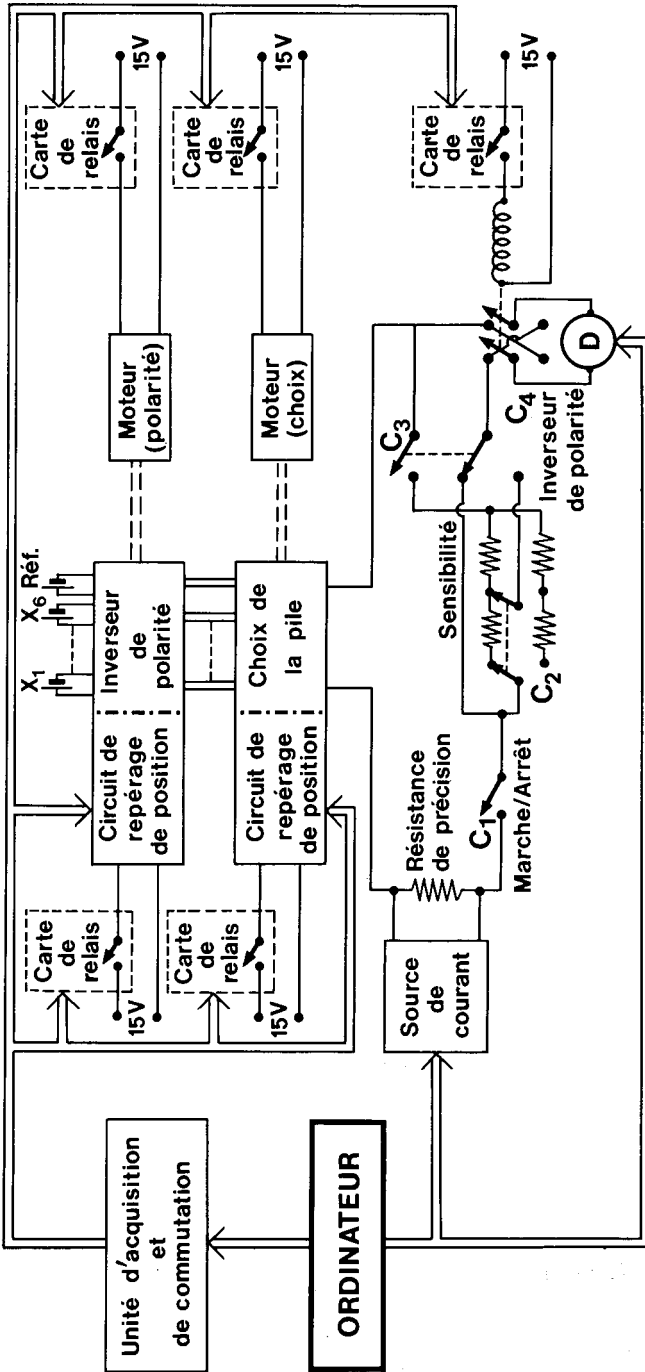 Unité d'acquisition
et
de commutation
ORDINATEUR
Carte
de
relais
15V
Carte
de
relais
15V
Source
de
courant
X1
X6
Réf.
Circuit de
repérage
de position
Inverseur
de
polarité
Circuit de
repérage
de position
Choix de
la pile
Résistance
de précision
C1
Marche/Arrêt
Sensibilité
C2
C3
C4
Inverseur
de polarité
D
Moteur
(polarité)
Moteur
(choix)
Carte
de
relais
15V
Carte
de
relais
15V
Carte
de
relais
15V